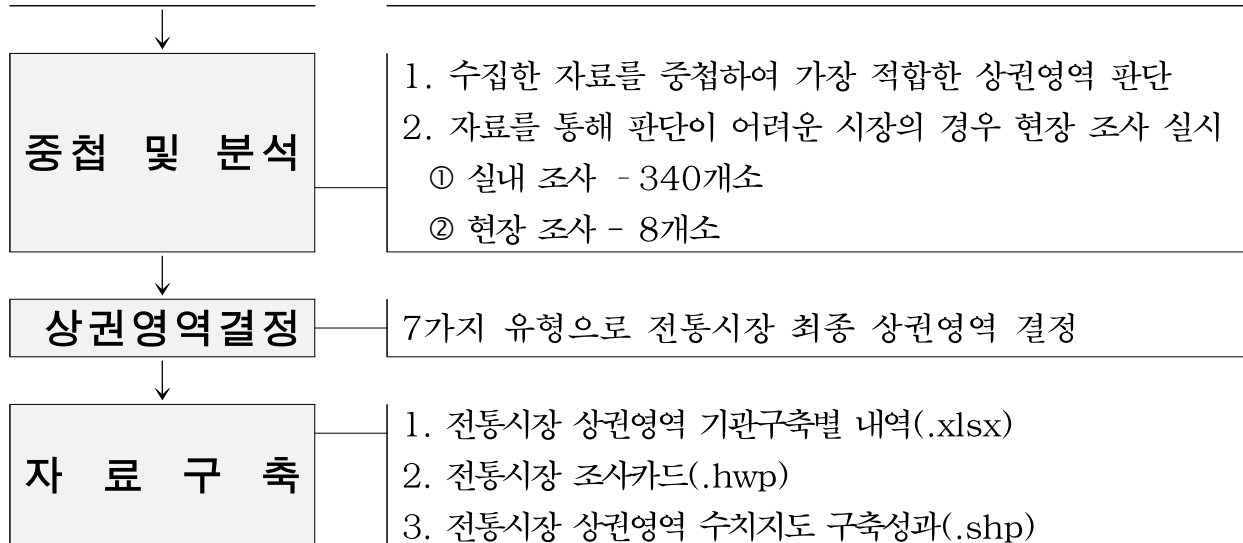 중첩 및 분석
1. 수집한 자료를 중첩하여 가장 적합한 상권영역 판단
2. 자료를 통해 판단이 어려운 시장의 경우 현장 조사 실시
① 실내 조사 - 340개소
② 현장 조사 - 8개소
상권영역결정
7가지 유형으로 전통시장 최종 상권영역 결정
자 료 구 축
1. 전통시장 상권영역 기관구축별 내역(.xlsx)
2. 전통시장 조사카드(.hwp)
3. 전통시장 상권영역 수치지도 구축성과(.shp)